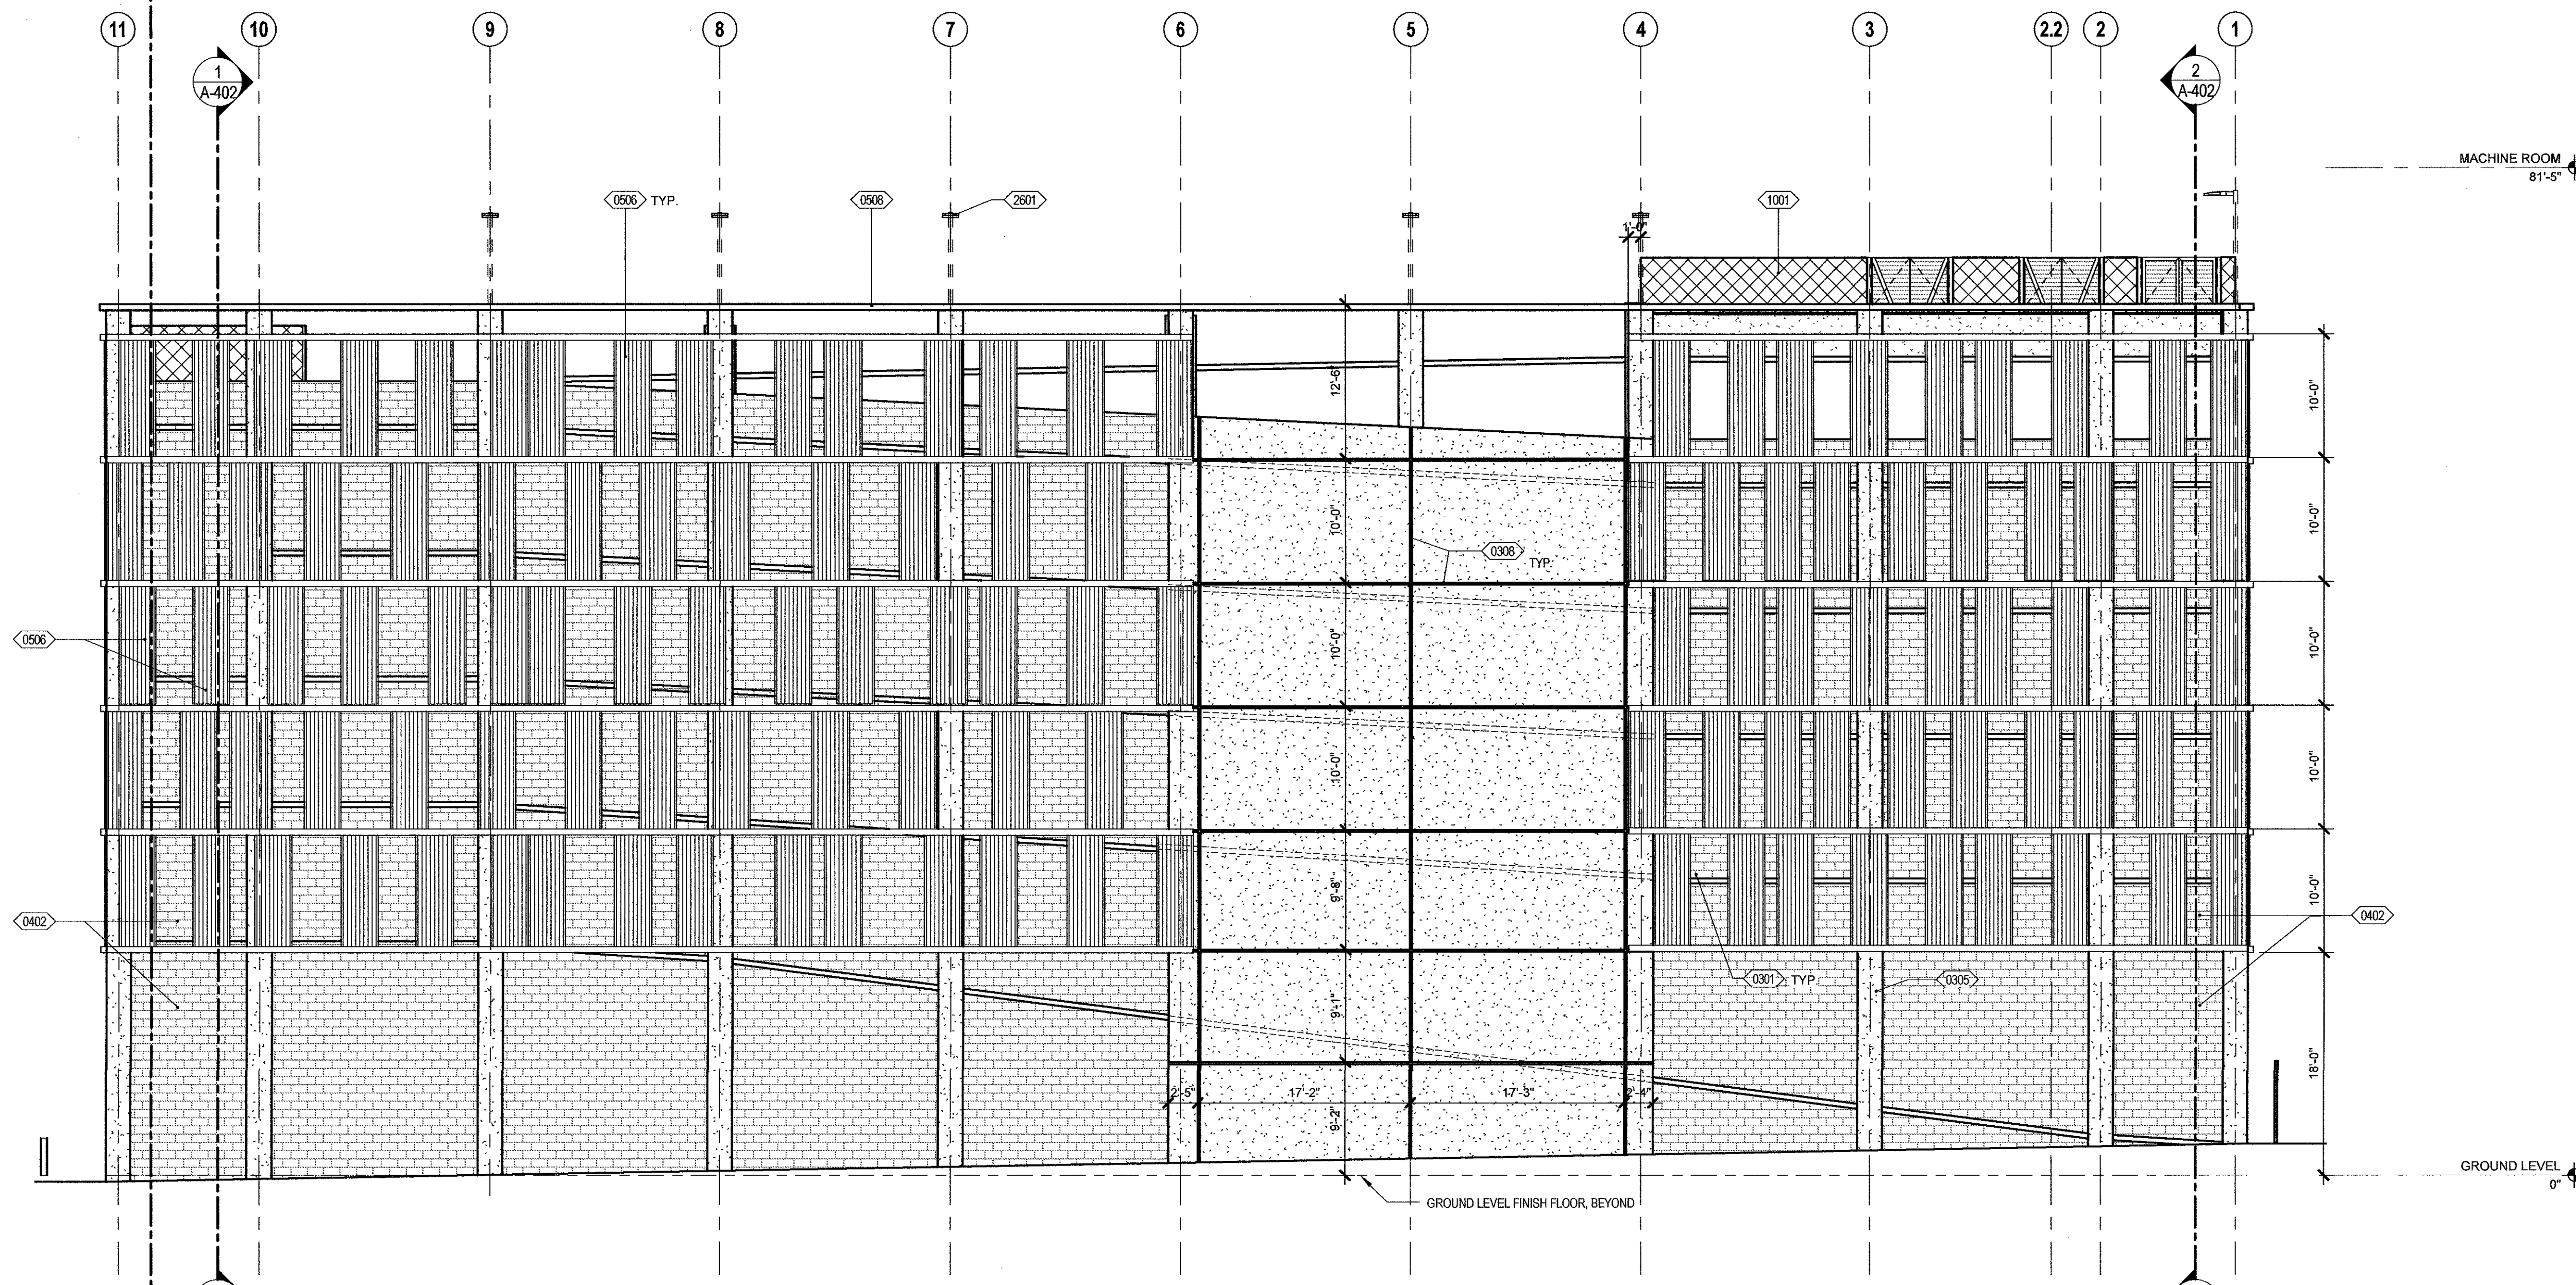 11 10 9 8 7 6 5 4 3 2.2 2 1
1
A-402
2
A-402
MACHINE ROOM
81'-5"
0506 TYP.
0508
2601
1001
1'-0"
12'-6"
10'-0"
10'-0"
0308
TYP.
10'-0"
0506
10'-0"
10'-0"
10'-0"
10'-0"
10'-0"
9'-8"
10'-0"
0402
0402
0301 TYP.
0305
9'-1"
18'-0"
2'-5" 17'-2" 17'-3" 2'-4"
9'-2"
GROUND LEVEL
0"
GROUND LEVEL FINISH FLOOR, BEYOND